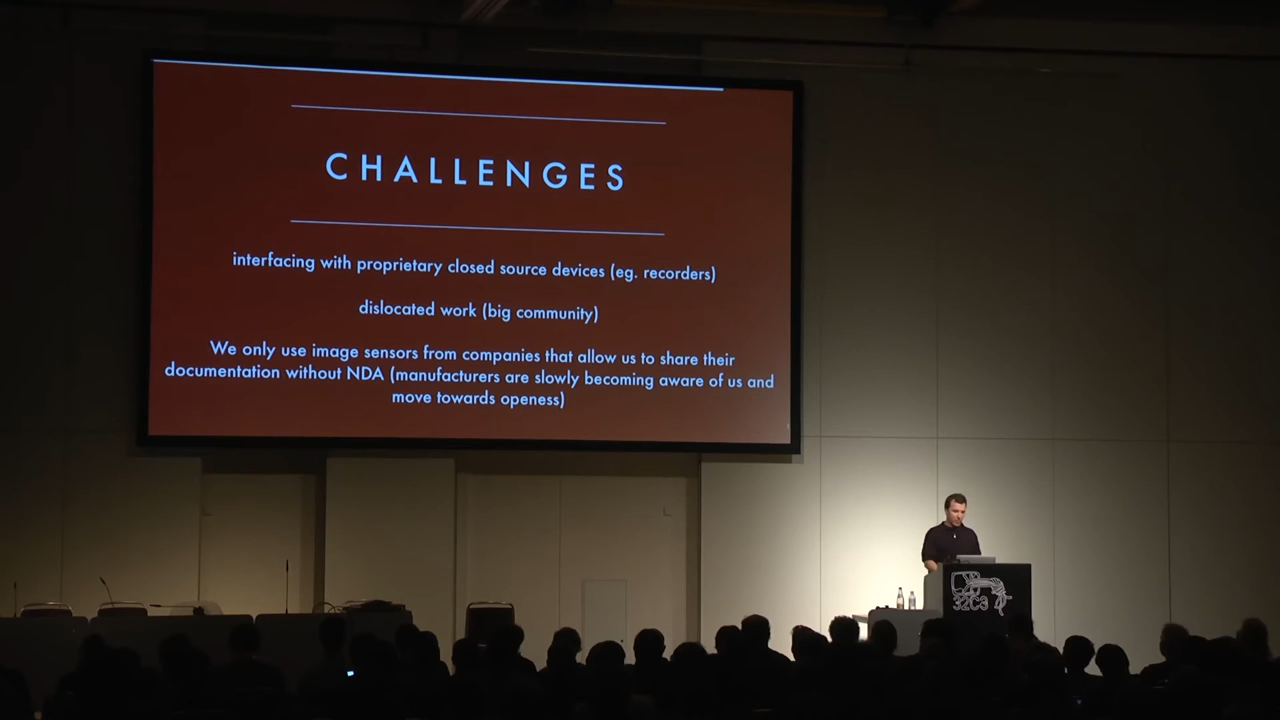 CHALLENGES
interfacing with proprietary closed source devices (eg. recorders)
dislocated work (big community)
We only use image sensors from companies that allow us to share their
documentation without NDA (manufacturers are slowly becoming aware of us and
move towards openess)
32C3